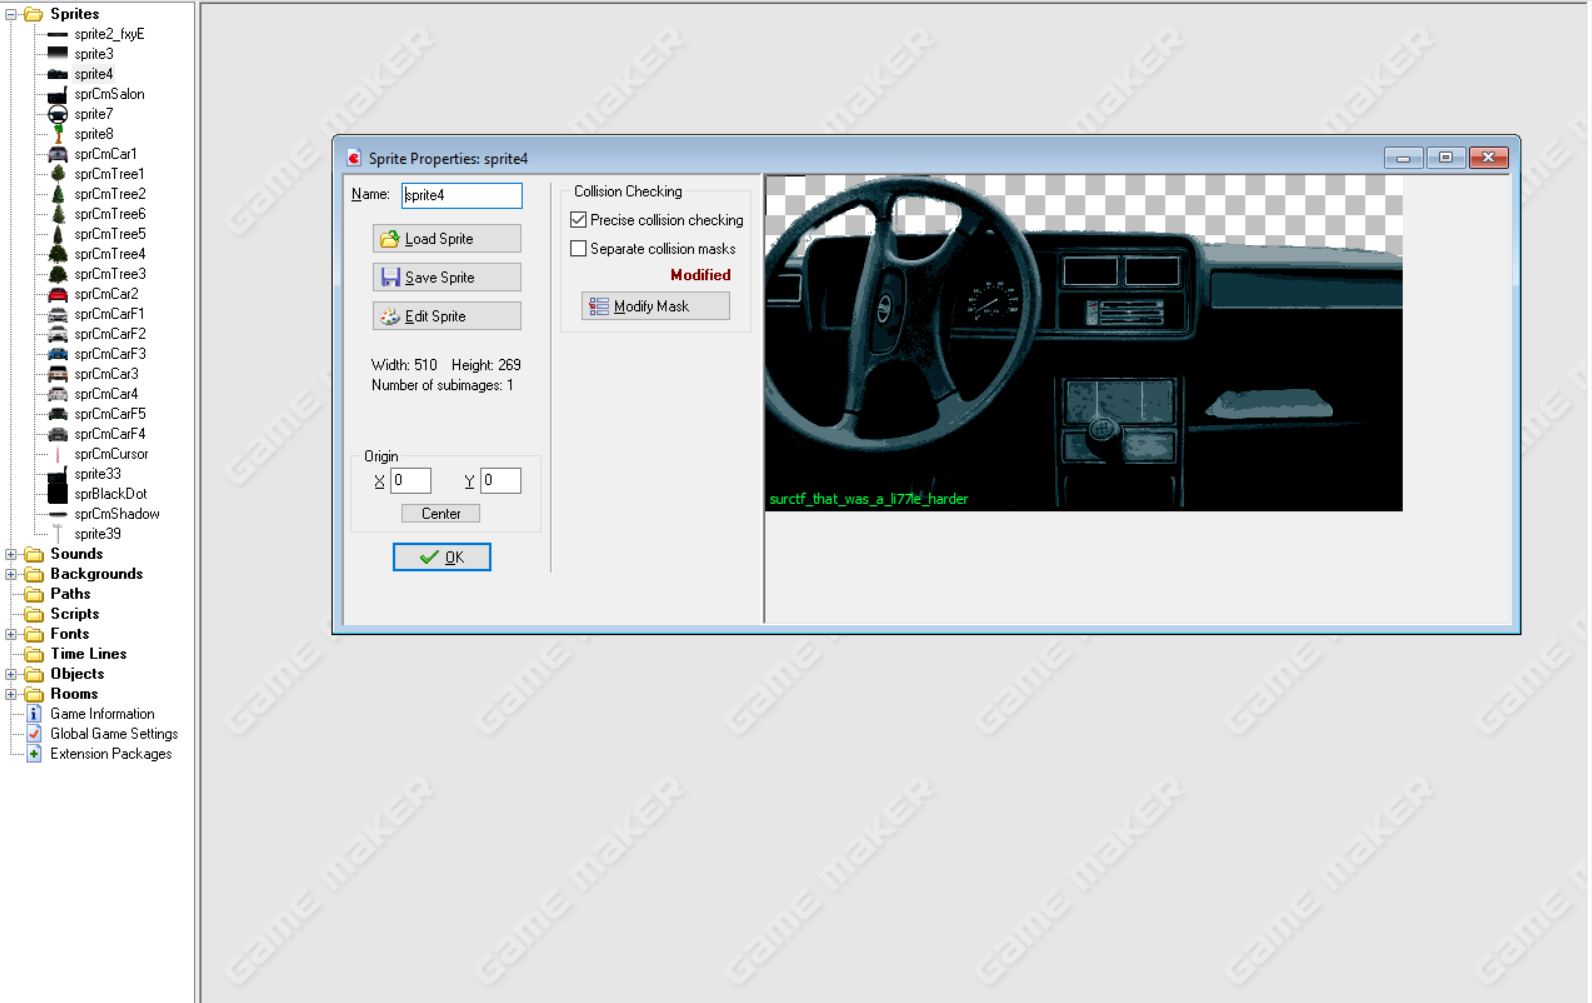 Sprites
sprite2_fxyE
sprite3
sprite4
sprCmSalon
sprite7
sprite8
sprCmCar1
sprCmTree1
sprCmTree2
sprCmTree6
sprCmTree5
sprCmTree4
sprCmTree3
sprCmCar2
sprCmCarF1
sprCmCarF2
sprCmCarF3
sprCmCar3
sprCmCar4
sprCmCarF5
sprCmCarF4
sprCmCursor
sprite33
sprBlackDot
sprCmShadow
sprite39
Sounds
Backgrounds
Paths
Scripts
Fonts
Time Lines
Objects
Rooms
Game Information
Global Game Settings
Extension Packages
Sprite Properties: sprite4
Name: sprite4
Load Sprite
Save Sprite
Edit Sprite
Width: 510 Height: 269
Number of subimages: 1
Origin
X 0 Y 0
Center
OK
Collision Checking
Precise collision checking
Separate collision masks
Modified
Modify Mask
surctf_that_was_a_li77le_harder
GAME MAKER